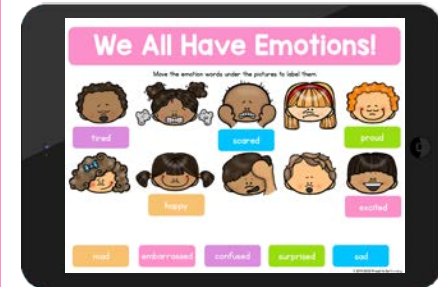 We All Have Emotions!
Move the emotion words under the pictures to label them.
tired
scared
proud
happy
excited
mad
embarrassed
confused
surprised
sad